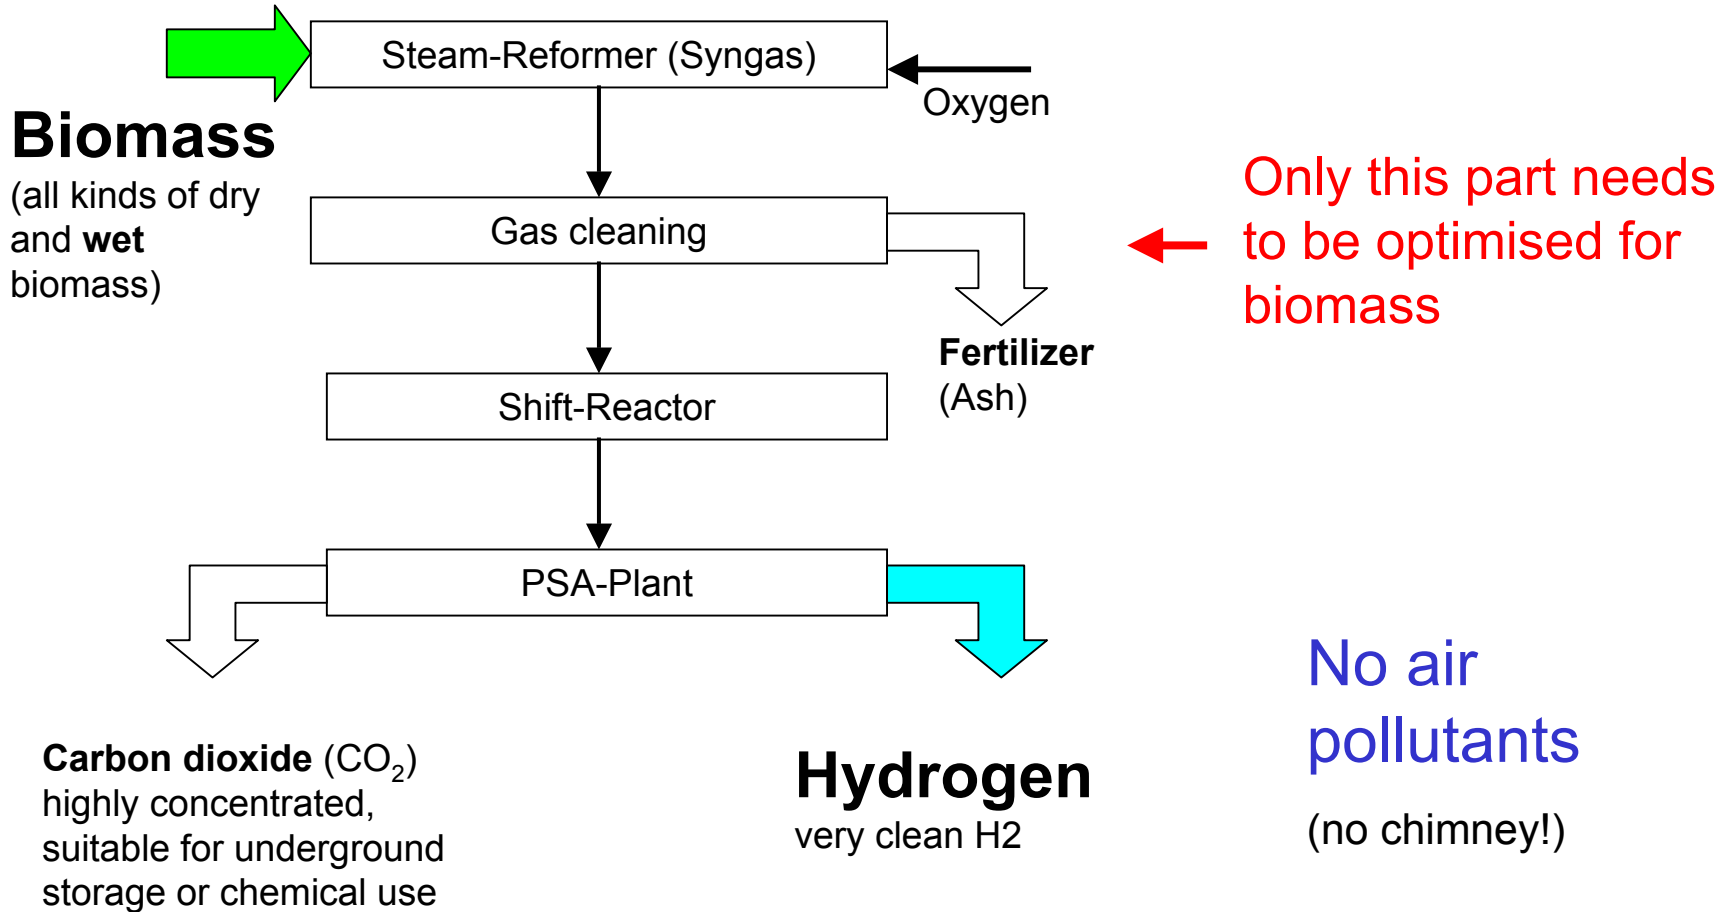 Steam-Reformer (Syngas)
Oxygen
Biomass
(all kinds of dry
and wet
biomass)
Only this part needs
to be optimised for
biomass
Gas cleaning
Fertilizer
(Ash)
Shift-Reactor
PSA-Plant
No air
pollutants
(no chimney!)
Carbon dioxide (CO₂)
highly concentrated,
suitable for underground
storage or chemical use
Hydrogen
very clean H2